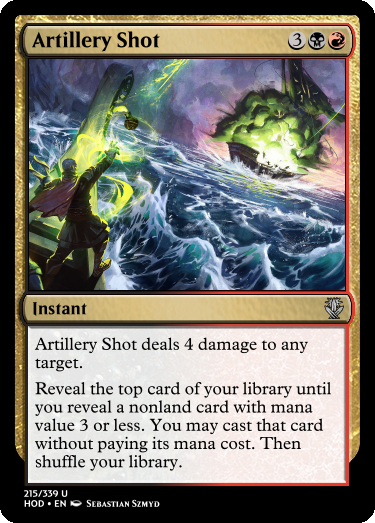 Artillery Shot 3
Instant
Artillery Shot deals 4 damage to any
target.
Reveal the top card of your library until
you reveal a nonland card with mana
value 3 or less. You may cast that card
without paying its mana cost. Then
shuffle your library.
215/339 U
HOD • EN Sebastian Szmyd